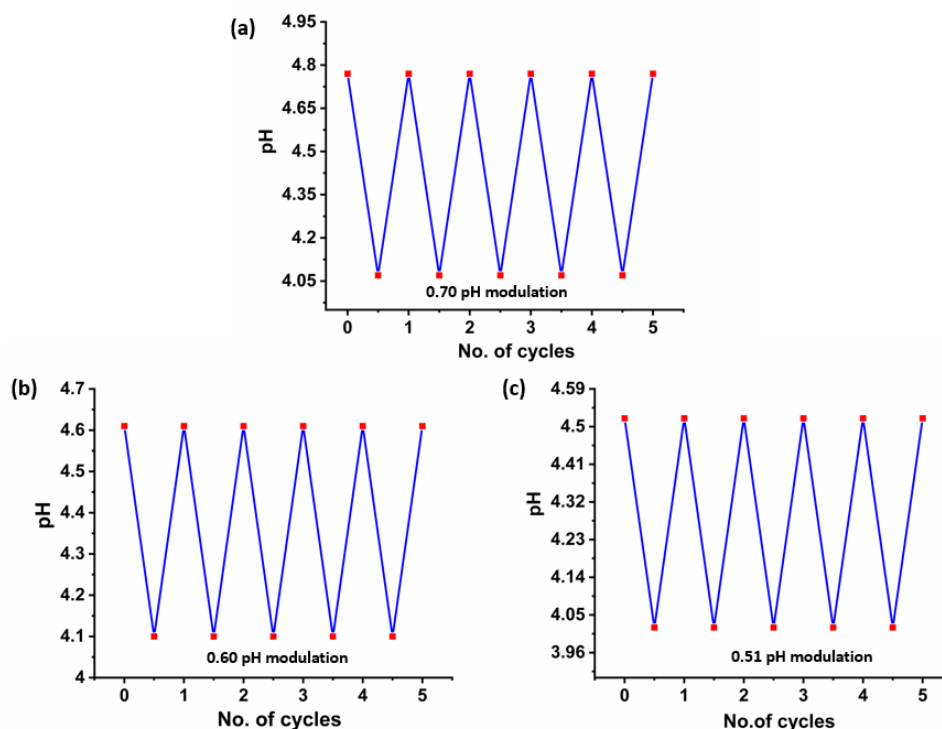 (a)
4.95
4.8
4.65
4.5
4.35
4.2
4.05
pH
0.70 pH modulation
0 1 2 3 4 5
No. of cycles
(b)
4.7
4.6
4.5
4.4
4.3
4.2
4.1
4
pH
0.60 pH modulation
0 1 2 3 4 5
No. of cycles
(c)
4.59
4.5
4.41
4.32
4.23
4.14
4.05
3.96
pH
0.51 pH modulation
0 1 2 3 4 5
No.of cycles